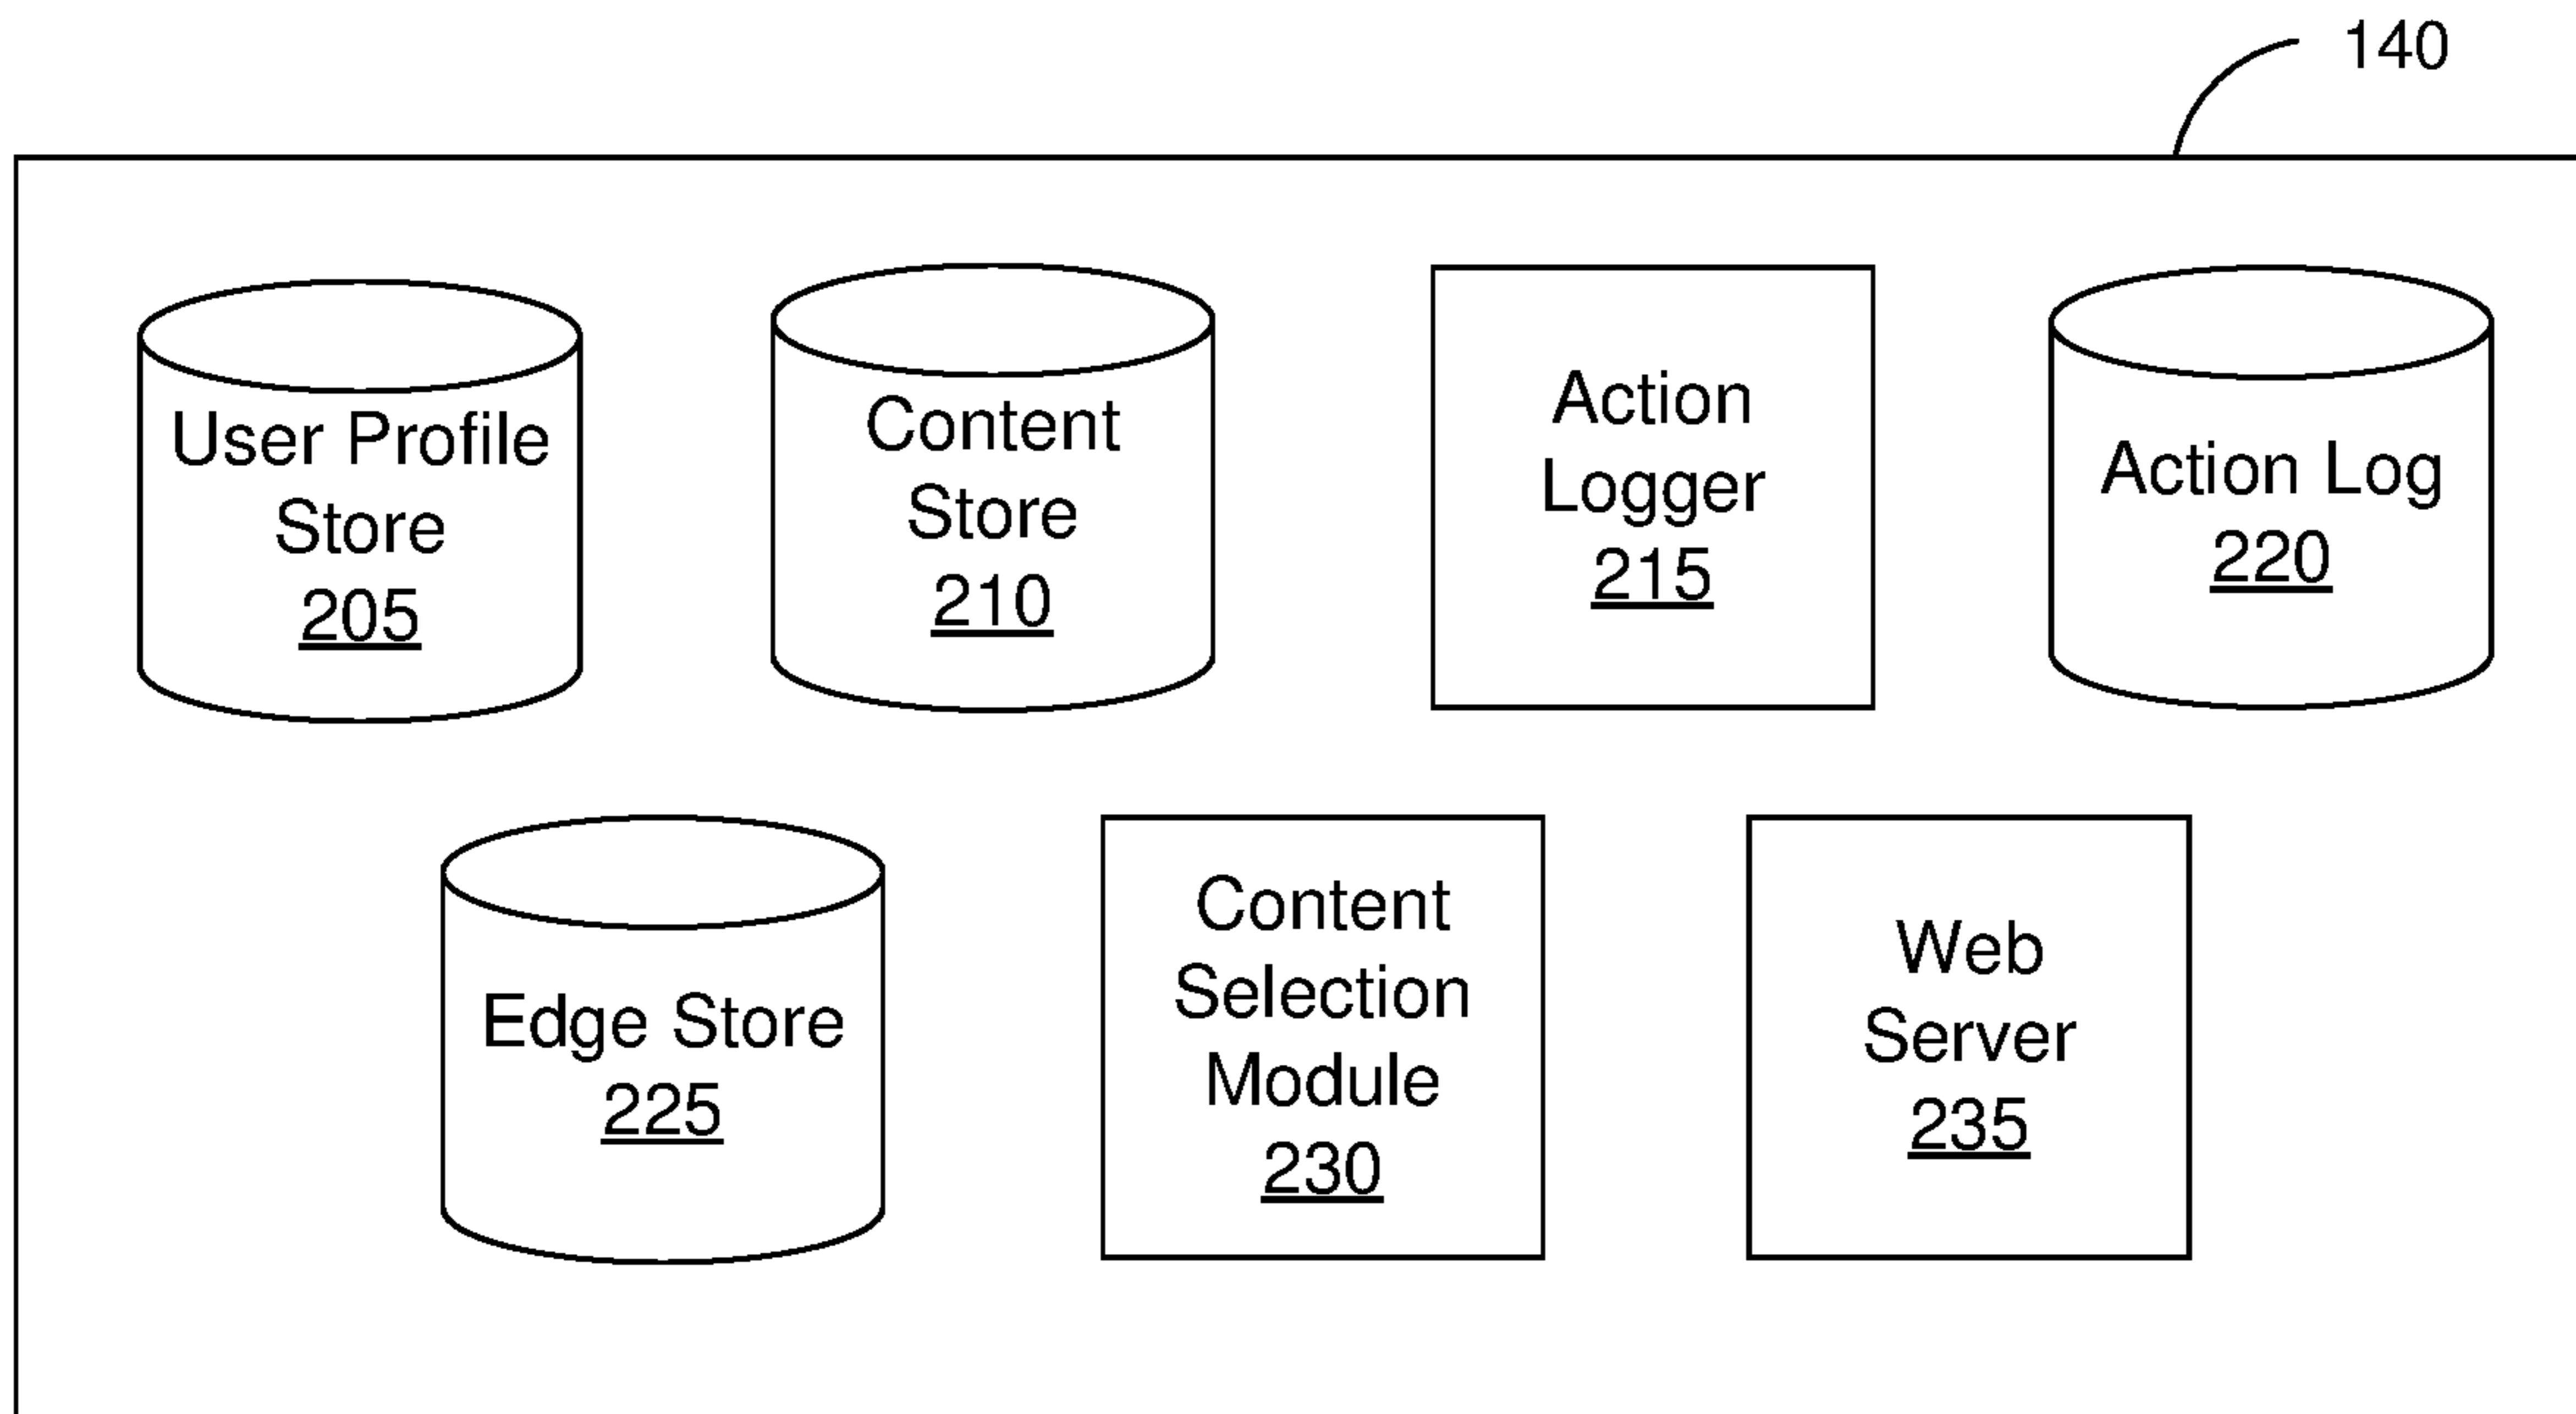 140
User Profile
Store
205
Content
Store
210
Action
Logger
215
Action Log
220
Edge Store
225
Content
Selection
Module
230
Web
Server
235